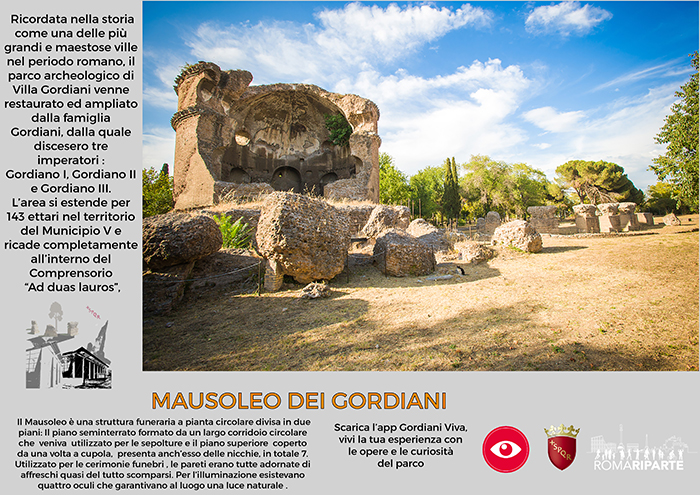 Ricordata nella storia
come una delle più
grandi e maestose ville
nel periodo romano, il
parco archeologico di
Villa Gordiani venne
restaurato ed ampliato
dalla famiglia
Gordiani, dalla quale
discesero tre
imperatori :
Gordiano I, Gordiano II
e Gordiano III.
L'area si estende per
143 ettari nel territorio
del Municipio V e
ricade completamente
all'interno del
Comprensorio
“Ad duas lauros”,
SPQR
MAUSOLEO DEI GORDIANI
Il Mausoleo è una struttura funeraria a pianta circolare divisa in due
piani: Il piano seminterrato formato da un largo corridoio circolare
che veniva utilizzato per le sepolture e il piano superiore coperto
da una volta a cupola, presenta anch'esso delle nicchie, in totale 7.
Utilizzato per le cerimonie funebri , le pareti erano tutte adornate di
affreschi quasi del tutto scomparsi. Per l'illuminazione esistevano
quattro oculi che garantivano al luogo una luce naturale .
Scarica l'app Gordiani Viva,
vivi la tua esperienza con
le opere e le curiosità
del parco
SPQR
ROMARIPARTE